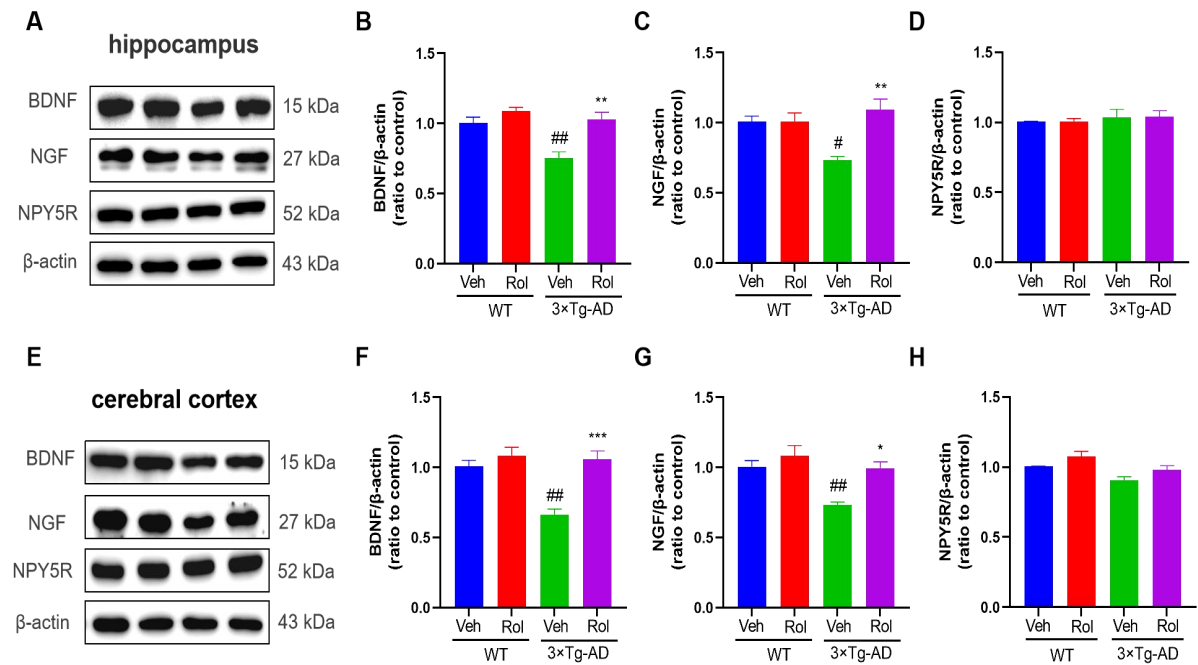 A
hippocampus
BDNF
15 kDa
NGF
27 kDa
NPY5R
52 kDa
β-actin
43 kDa
B
BDNF/β-actin
(ratio to control)
1.5
1.0
0.5
0.0
##
**
Veh
Rol
Veh
Rol
WT
3×Tg-AD
C
NGF/β-actin
(ratio to control)
1.5
1.0
0.5
0.0
#
**
Veh
Rol
Veh
Rol
WT
3×Tg-AD
D
NPY5R/β-actin
(ratio to control)
1.5
1.0
0.5
0.0
Veh
Rol
Veh
Rol
WT
3×Tg-AD
E
cerebral cortex
BDNF
15 kDa
NGF
27 kDa
NPY5R
52 kDa
β-actin
43 kDa
F
BDNF/β-actin
(ratio to control)
1.5
1.0
0.5
0.0
##
***
Veh
Rol
Veh
Rol
WT
3×Tg-AD
G
NGF/β-actin
(ratio to control)
1.5
1.0
0.5
0.0
##
*
Veh
Rol
Veh
Rol
WT
3×Tg-AD
H
NPY5R/β-actin
(ratio to control)
1.5
1.0
0.5
0.0
Veh
Rol
Veh
Rol
WT
3×Tg-AD